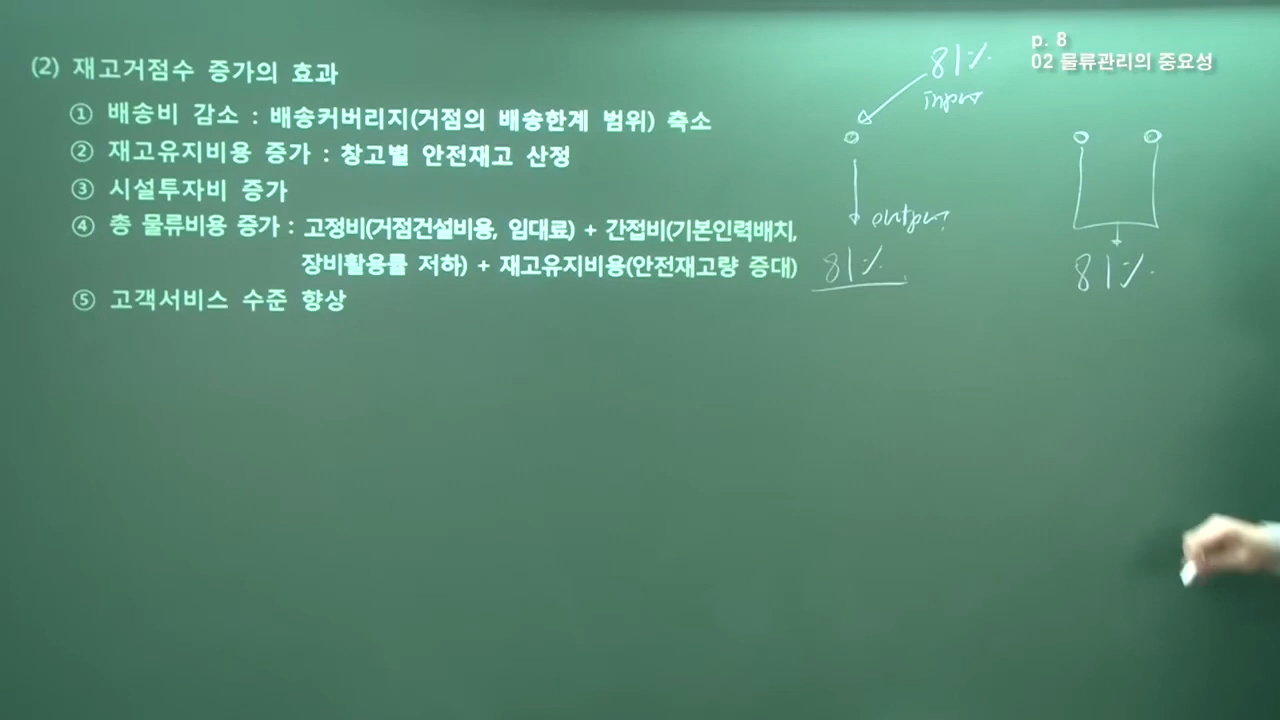 p. 8
02 물류관리의 중요성
(2) 재고거점수 증가의 효과
① 배송비 감소 : 배송커버리지(거점의 배송한계 범위) 축소
② 재고유지비용 증가 : 창고별 안전재고 산정
③ 시설투자비 증가
④ 총 물류비용 증가 : 고정비(거점건설비용, 임대료) + 간접비(기본인력배치,
장비활용률 저하) + 재고유지비용(안전재고량 증대)
⑤ 고객서비스 수준 향상
81%
input
output
81%
81%